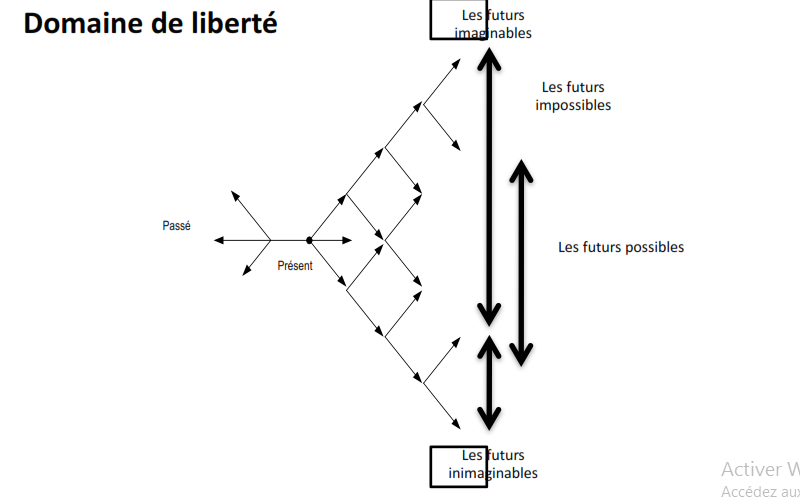 Domaine de liberté
Les futurs
imaginables
Les futurs
impossibles
Passé
Les futurs possibles
Présent
Les futurs
inimaginables
Activer W
Accédez aux